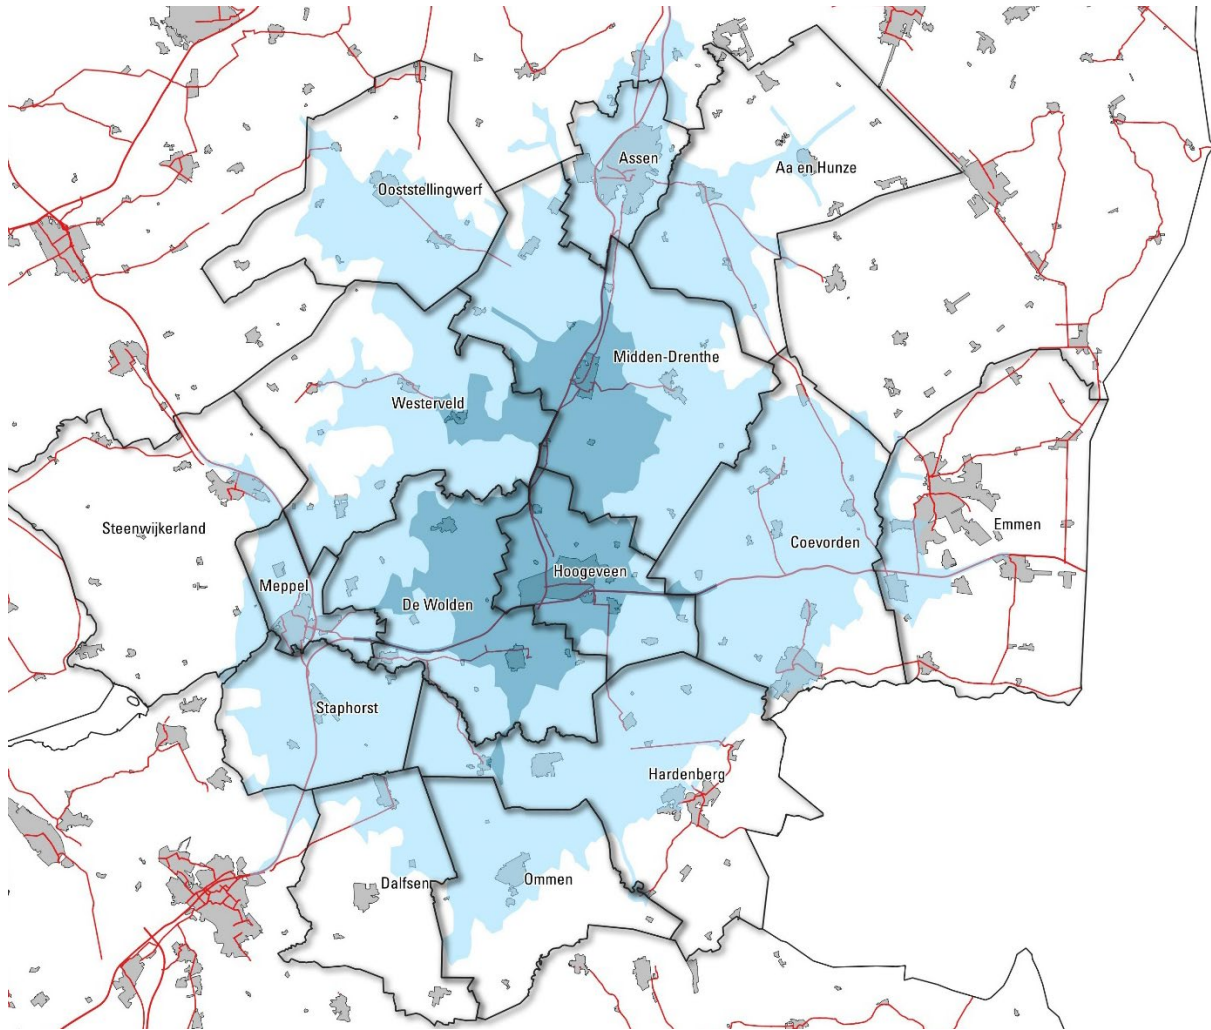 Assen
Aa en Hunze
Ooststellingwerf
Midden-Drenthe
Westerveld
Steenwijkerland
Emmen
Coevorden
Hoogeveen
Meppel
De Wolden
Staphorst
Hardenberg
Dalfsen
Ommen